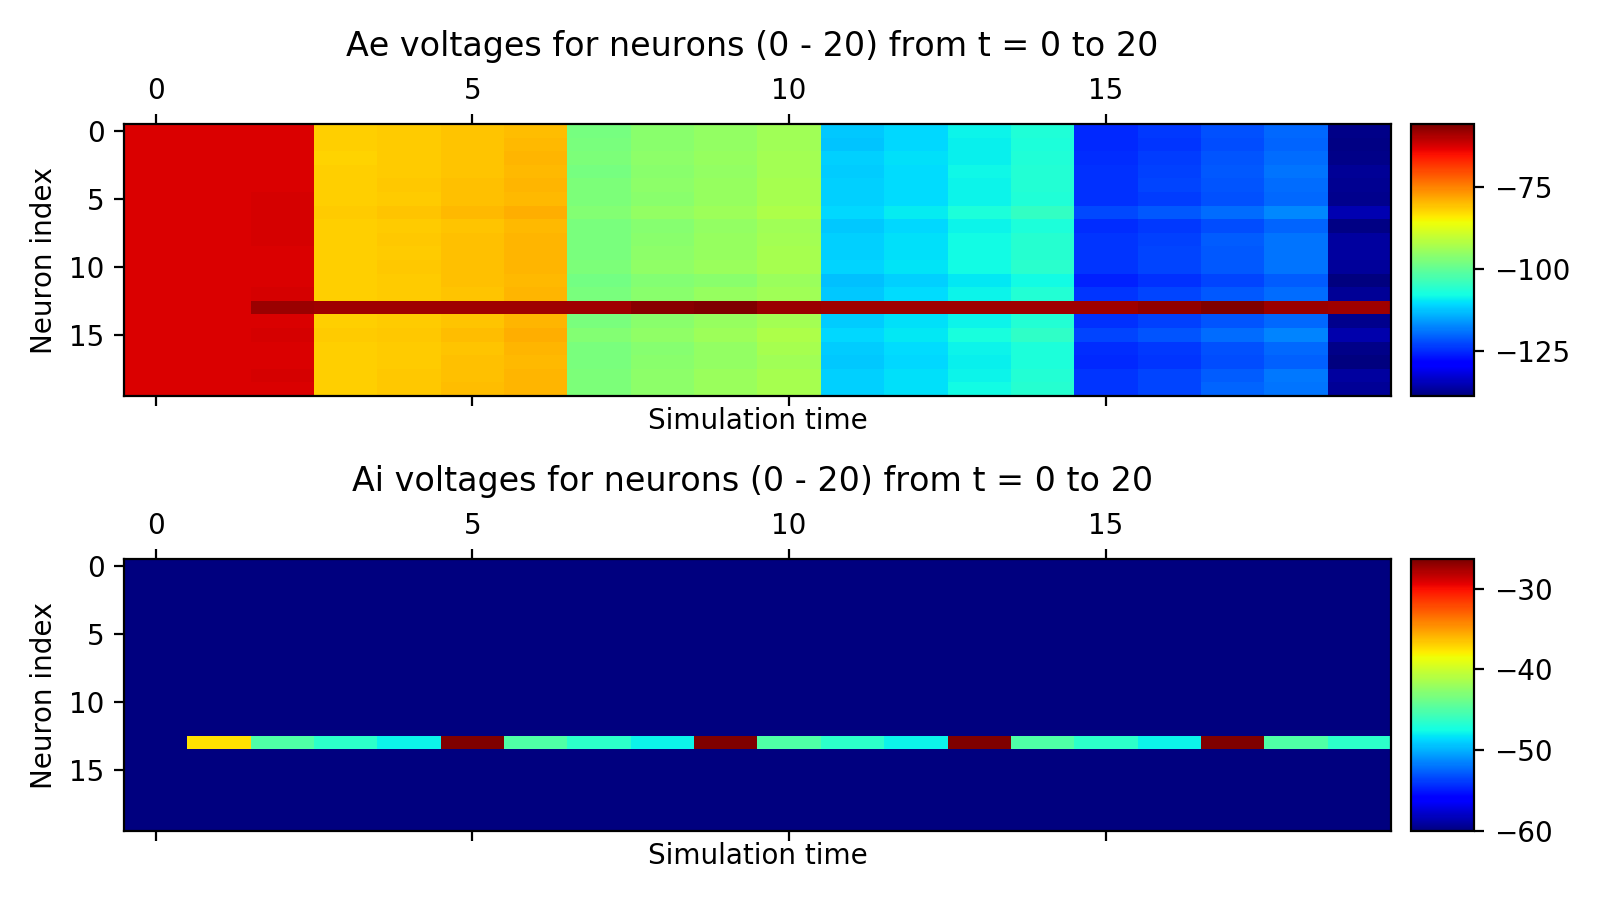 Ae voltages for neurons (0 - 20) from t = 0 to 20
0 5 10 15
0
5
10
15
Neuron index
−75
−100
−125
Simulation time
Ai voltages for neurons (0 - 20) from t = 0 to 20
0 5 10 15
0
5
10
15
Neuron index
−30
−40
−50
−60
Simulation time